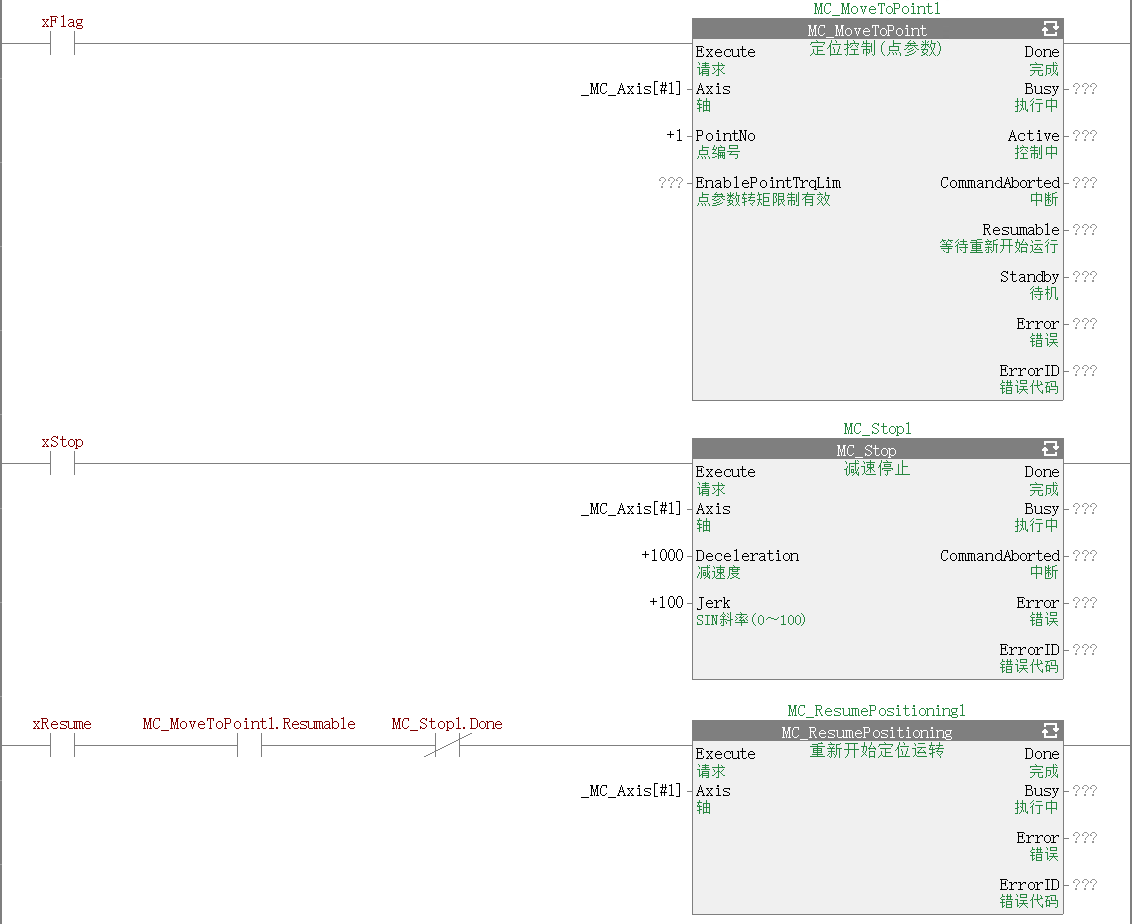 MC_MoveToPoint1
xFlag
MC_MoveToPoint
定位控制(点参数)
Execute Done
请求 完成
_MC_Axis[#1] Axis Busy ???
轴 执行中
+1 PointNo Active ???
点编号 控制中
??? EnablePointTrqLim CommandAborted ???
点参数转矩限制有效 中断
Resumable ???
等待重新开始运行
Standby ???
待机
Error ???
错误
ErrorID ???
错误代码
MC_Stop1
xStop
MC_Stop
减速停止
Execute Done
请求 完成
_MC_Axis[#1] Axis Busy ???
轴 执行中
+1000 Deceleration CommandAborted ???
减速度 中断
+100 Jerk Error ???
SIN斜率(0～100) 错误
ErrorID ???
错误代码
MC_ResumePositioning1
xResume MC_MoveToPoint1.Resumable MC_Stop1.Done
MC_ResumePositioning
重新开始定位运转
Execute Done
请求 完成
_MC_Axis[#1] Axis Busy ???
轴 执行中
Error ???
错误
ErrorID ???
错误代码